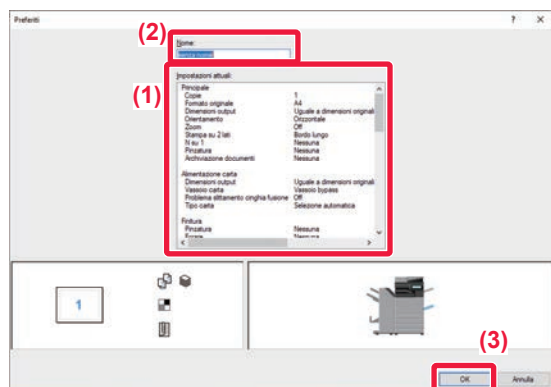 Preferiti
? X
(2)
Nome:
Senza nome
(1)
Impostazioni attuali:
Principale
Copie 1
Formato originale A4
Dimensioni output Uguale a dimensioni originali
Orientamento Orizzontale
Zoom Off
Stampa su 2 lati Bordo lungo
N su 1 Nessuna
Pinzatura Nessuna
Archiviazione documenti Nessuna
Alimentazione carta
Dimensioni output Uguale a dimensioni originali
Vassoio carta Vassoio bypass
Problema slittamento cinghia fusione Off
Tipo carta Selezione automatica
Finitura
Pinzatura Nessuna
Nessuna
1
(3)
OK
Annulla